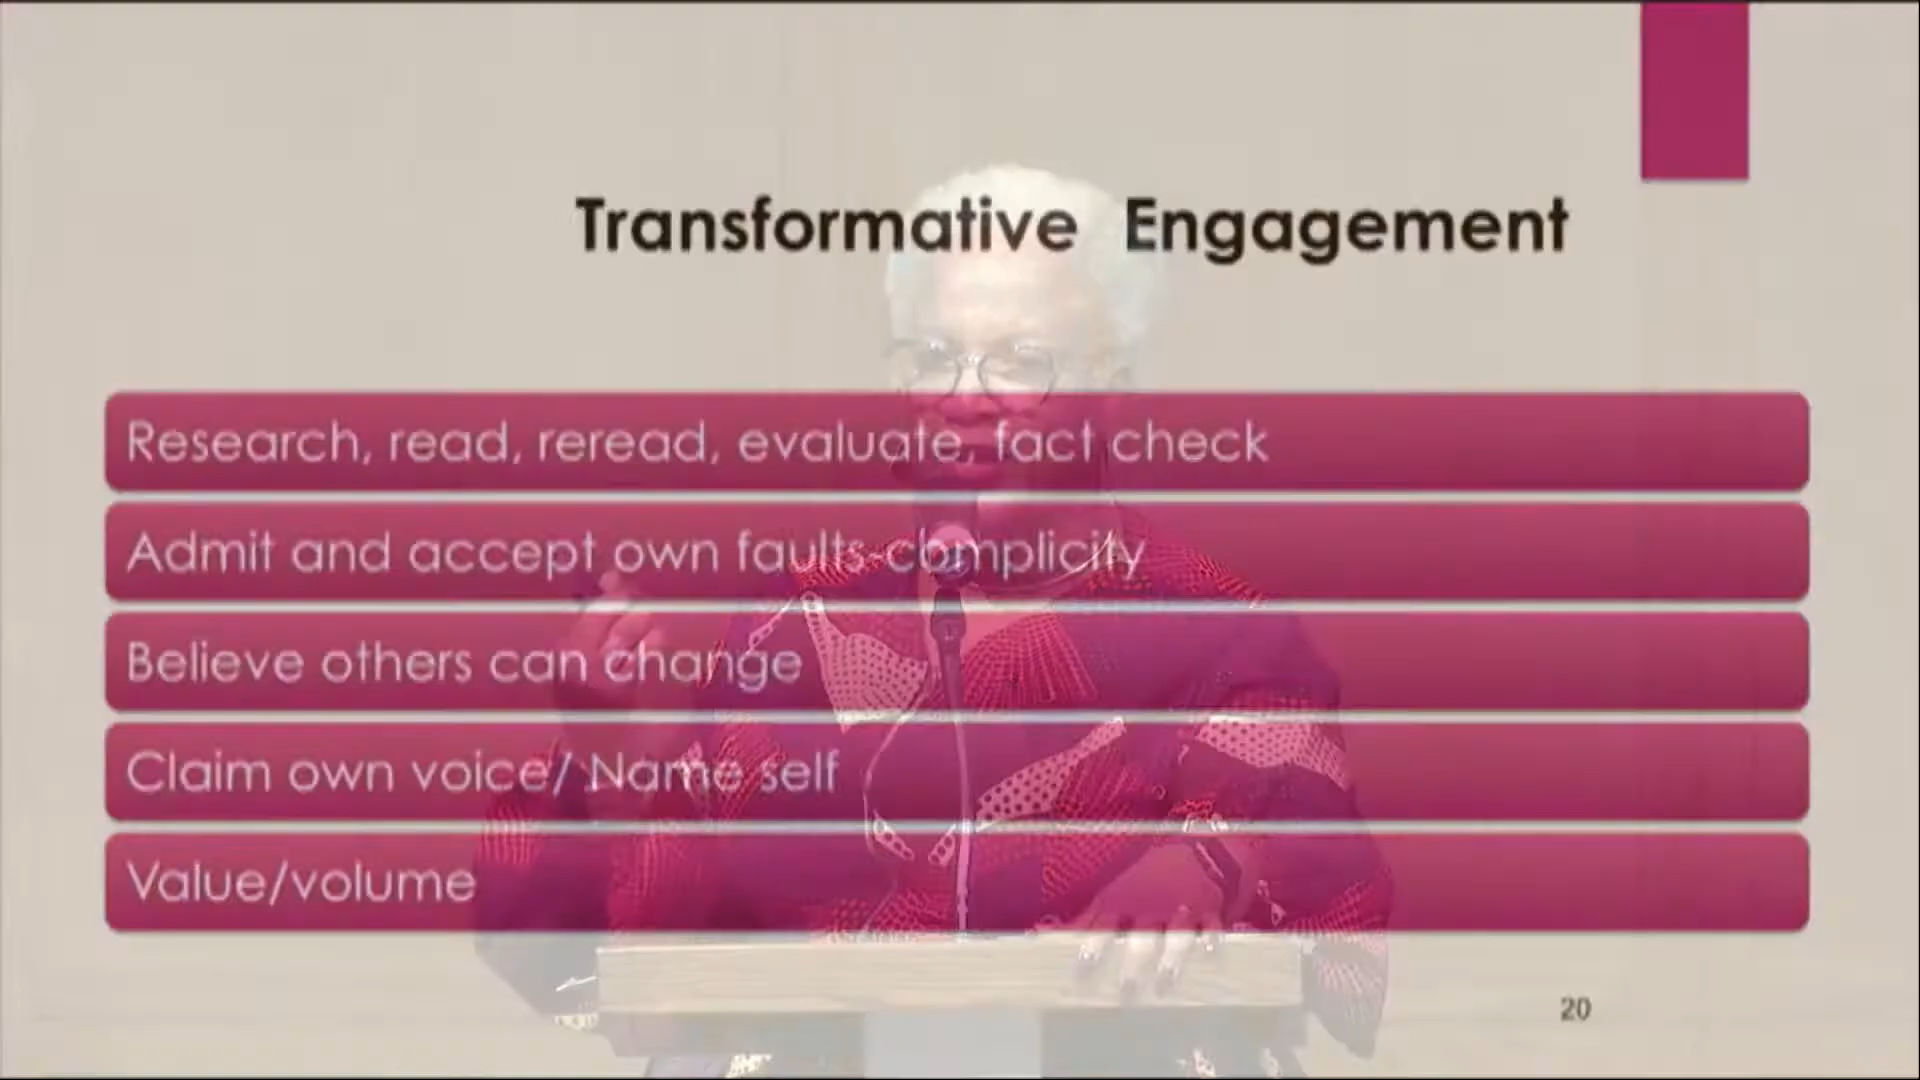 Transformative Engagement
Research, read, reread, evaluate, fact check
Admit and accept own faults-complicity
Believe others can change
Claim own voice/ Name self
Value/volume
20